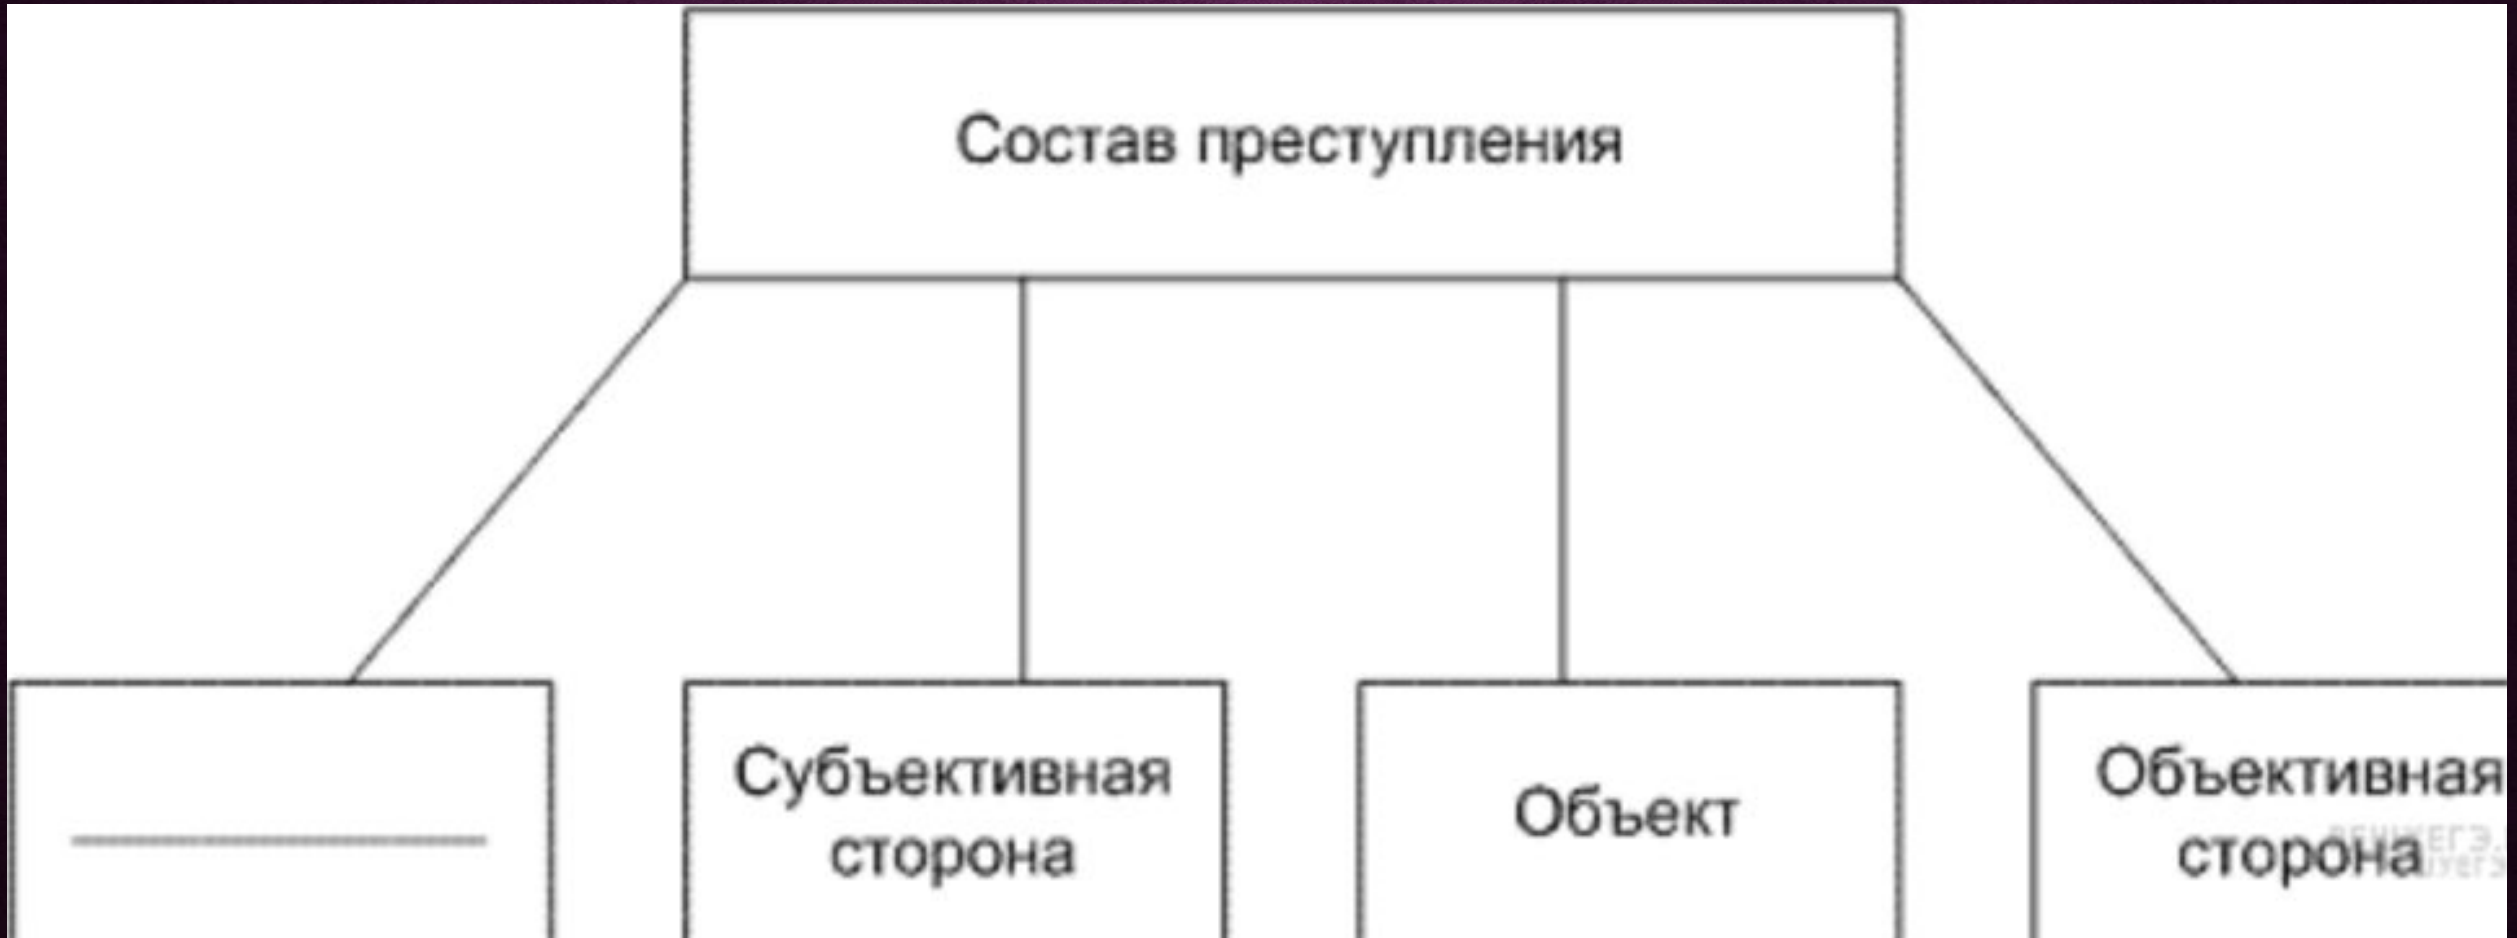 Состав преступления
Субъективная
сторона
Объект
Объективная
сторона